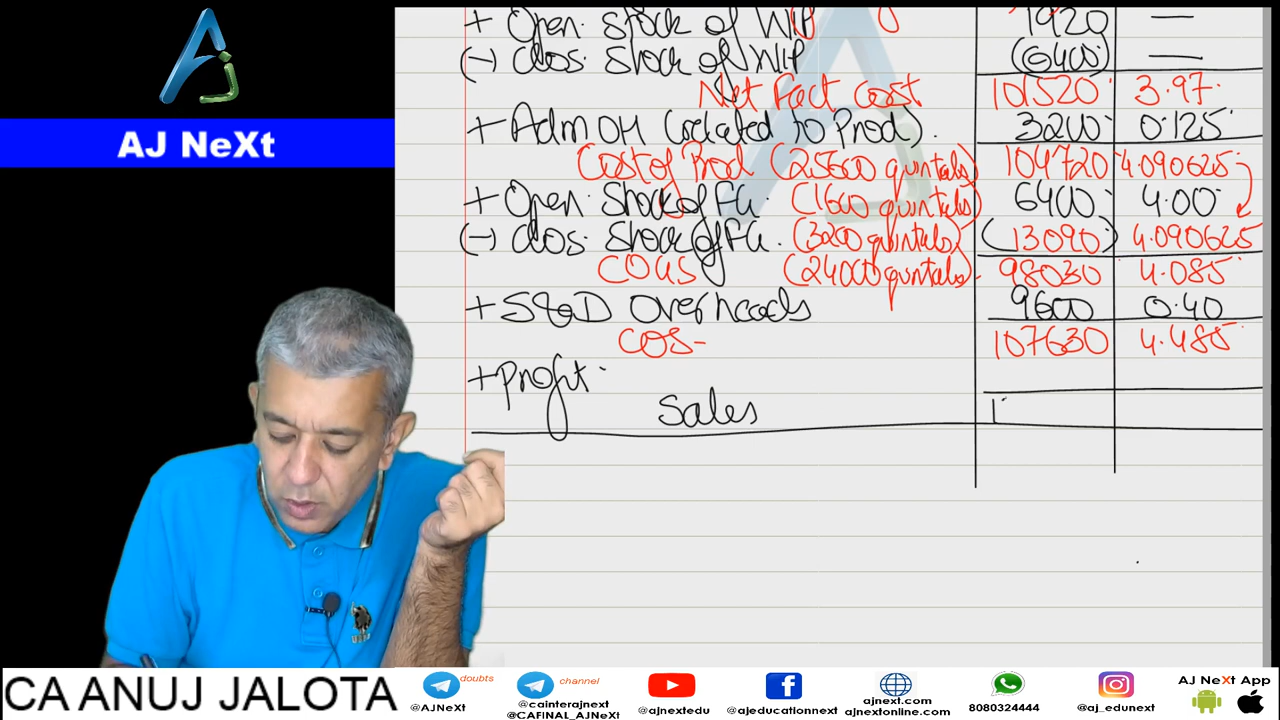 AJ NeXt
+ Open. Stock of WIP 1920 —
(-) Clos. Stock of WIP (6400) —
Net Fact cost 101520 3.97
+ Adm OH (related to Prod). 3200 0.125
Cost of Prod (25600 quintals) 104720 4.090625
+ Open. Stock of FG. (1600 quintals) 6400 4.00
(-) Clos. Stock of FG. (3200 quintals) (13090) 4.090625
COGS (24000 quintals). 98030 4.085
+ S&D Overheads 9600 0.40
COS- 107630 4.485
+ Profit.
Sales 1
CA ANUJ JALOTA
doubts
@AJNeXt
channel
@cainterajnext
@CAFINAL_AJNeXt
@ajnextedu
@ajeducationnext
ajnext.com
ajnextonline.com
8080324444
@aj_edunext
AJ NeXt App